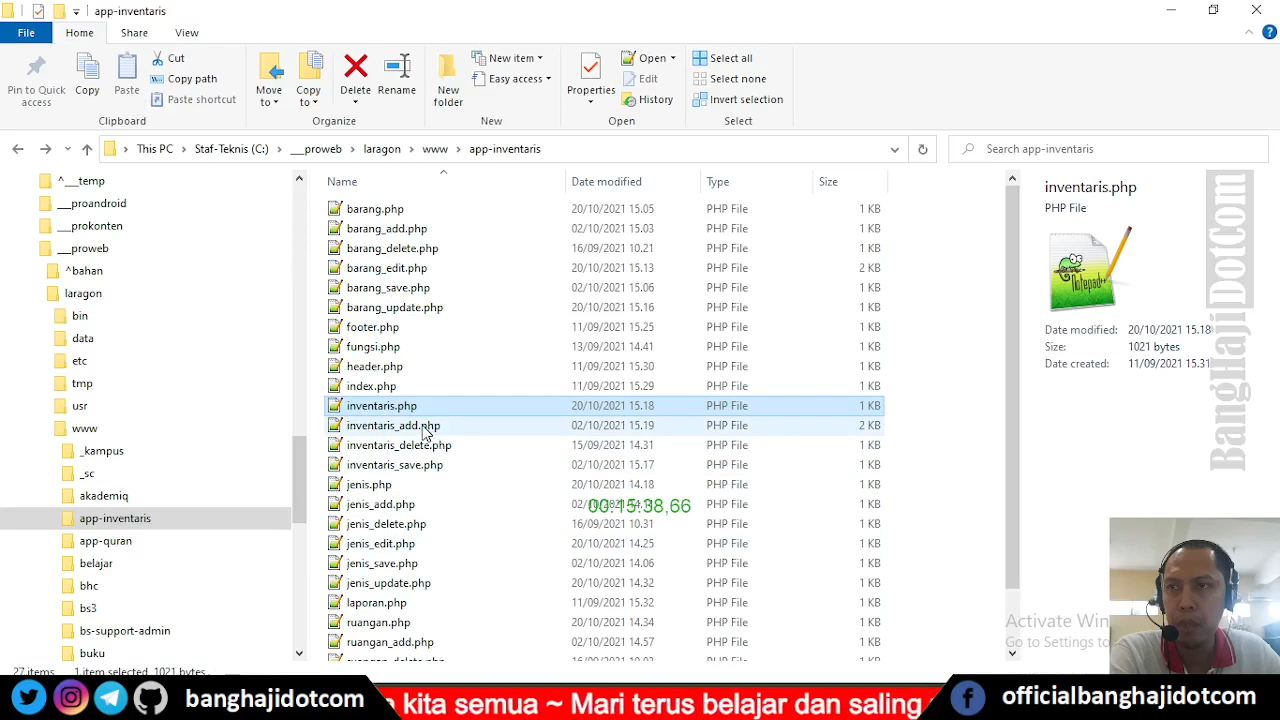 app-inventaris
File Home Share View
Pin to Quick access
Copy
Paste
Cut
Copy path
Paste shortcut
Clipboard
Move to
Copy to
Delete
Rename
Organize
New folder
New item
Easy access
New
Properties
Open
Edit
History
Open
Select all
Select none
Invert selection
Select
This PC > Staf-Teknis (C:) > __proweb > laragon > www > app-inventaris
Search app-inventaris
^__temp
__proandroid
__prokonten
__proweb
^bahan
laragon
bin
data
etc
tmp
usr
www
_kampus
_sc
akademiq
app-inventaris
app-quran
belajar
bhc
bs3
bs-support-admin
buku
Name Date modified Type Size
barang.php 20/10/2021 15.05 PHP File 1 KB
barang_add.php 02/10/2021 15.03 PHP File 1 KB
barang_delete.php 16/09/2021 10.21 PHP File 1 KB
barang_edit.php 20/10/2021 15.13 PHP File 2 KB
barang_save.php 02/10/2021 15.06 PHP File 1 KB
barang_update.php 20/10/2021 15.16 PHP File 1 KB
footer.php 11/09/2021 15.25 PHP File 1 KB
fungsi.php 13/09/2021 14.41 PHP File 1 KB
header.php 11/09/2021 15.30 PHP File 1 KB
index.php 11/09/2021 15.29 PHP File 1 KB
inventaris.php 20/10/2021 15.18 PHP File 1 KB
inventaris_add.php 02/10/2021 15.19 PHP File 2 KB
inventaris_delete.php 15/09/2021 14.31 PHP File 1 KB
inventaris_save.php 02/10/2021 15.17 PHP File 1 KB
jenis.php 20/10/2021 14.18 PHP File 1 KB
jenis_add.php PHP File 1 KB
00:15:38,66
jenis_delete.php 16/09/2021 10.31 PHP File 1 KB
jenis_edit.php 20/10/2021 14.25 PHP File 1 KB
jenis_save.php 02/10/2021 14.06 PHP File 1 KB
jenis_update.php 20/10/2021 14.32 PHP File 1 KB
laporan.php 11/09/2021 15.32 PHP File 1 KB
ruangan.php 20/10/2021 14.34 PHP File 1 KB
ruangan_add.php 02/10/2021 14.57 PHP File 1 KB
inventaris.php
PHP File
Notepad++
Date modified: 20/10/2021 15.18
Size: 1021 bytes
Date created: 11/09/2021 15.31
BangHaji DotCom
Activate Win
Go to Settings to
27 items 1 item selected 1021 bytes
banghajidotcom
kita semua ~ Mari terus belajar dan saling
officialbanghajidotcom